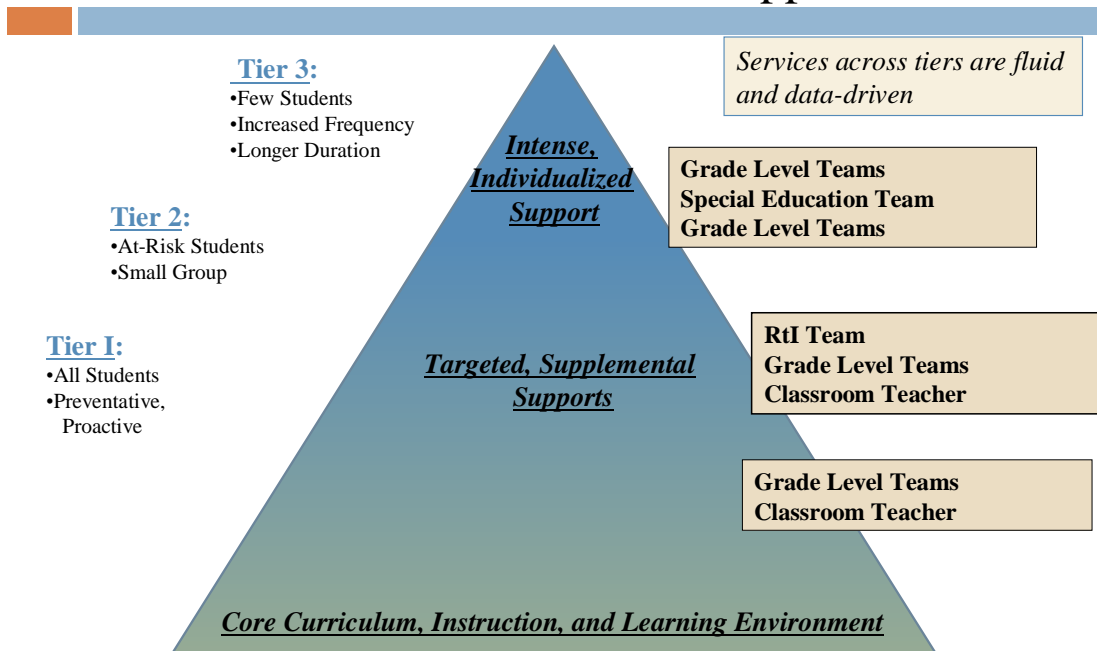 Tier 3:
•Few Students
•Increased Frequency
•Longer Duration
Services across tiers are fluid
and data-driven
Intense,
Individualized
Support
Grade Level Teams
Special Education Team
Grade Level Teams
Tier 2:
•At-Risk Students
•Small Group
Tier I:
•All Students
•Preventative,
Proactive
Targeted, Supplemental
Supports
RtI Team
Grade Level Teams
Classroom Teacher
Grade Level Teams
Classroom Teacher
Core Curriculum, Instruction, and Learning Environment